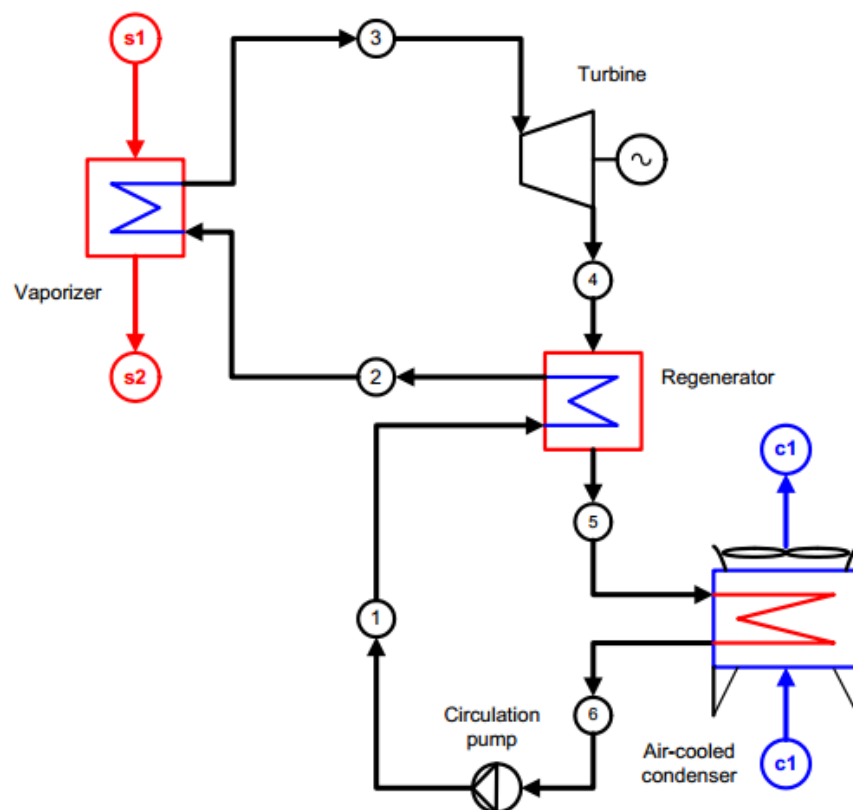 s1
3
Turbine
Vaporizer
4
s2
2
Regenerator
c1
5
1
6
Circulation
pump
Air-cooled
condenser
c1